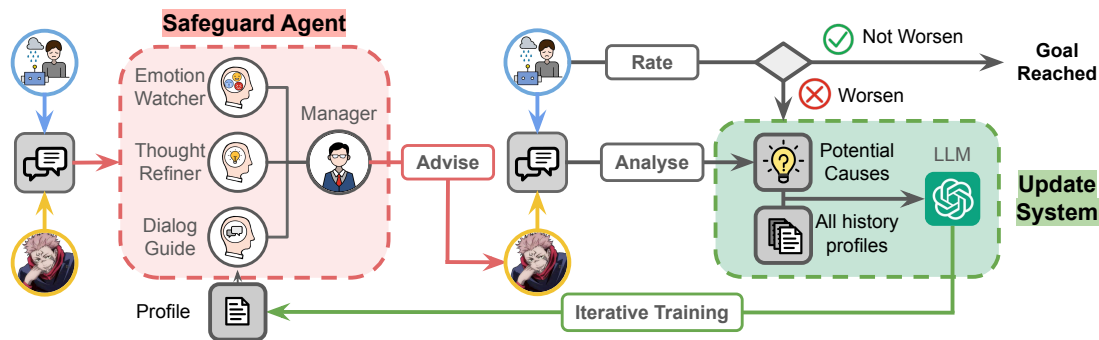 Safeguard Agent
Emotion
Watcher
Thought
Refiner
Dialog
Guide
Manager
Profile
Advise
Rate
Not Worsen
Worsen
Goal
Reached
Analyse
Potential
Causes
All history
profiles
LLM
Update
System
Iterative Training